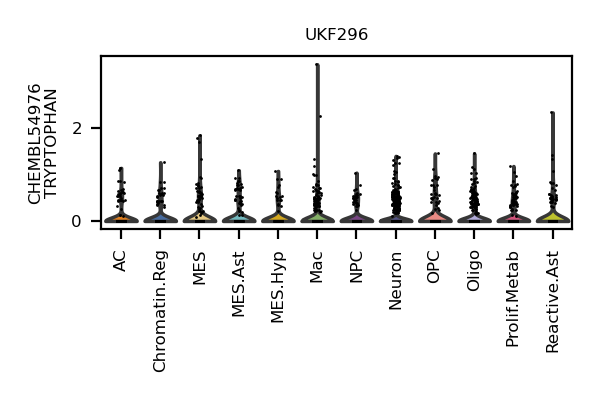 UKF296
CHEMBL54976
TRYPTOPHAN
2
0
AC
Chromatin.Reg
MES
MES.Ast
MES.Hyp
Mac
NPC
Neuron
OPC
Oligo
Prolif.Metab
Reactive.Ast